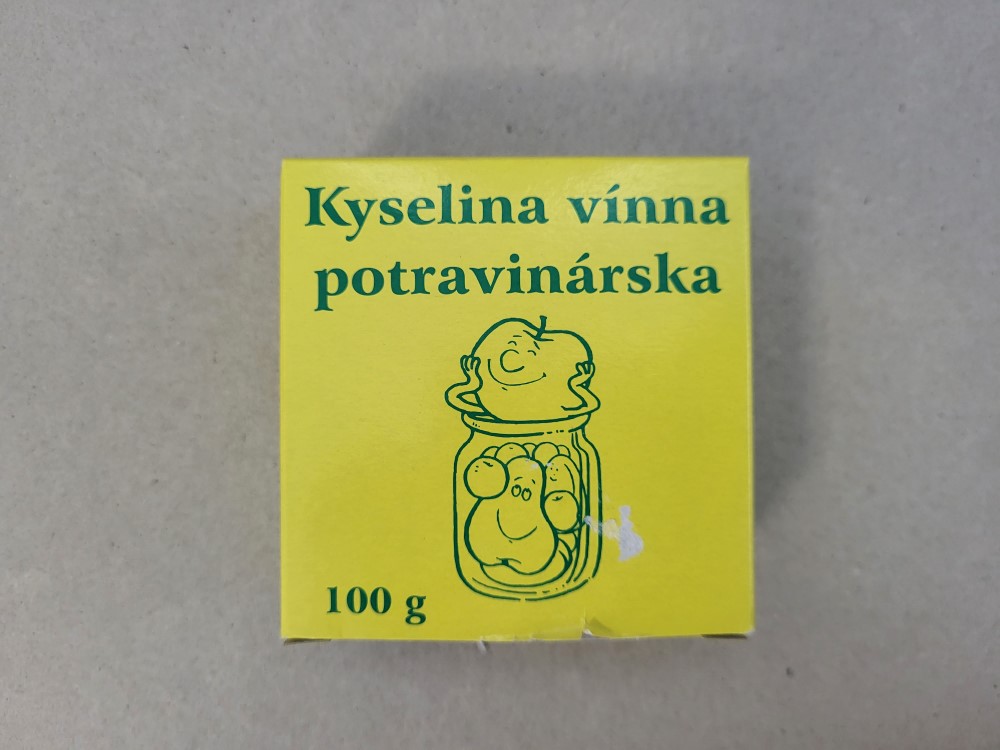 Kyselina vínna
potravinárska
100 g